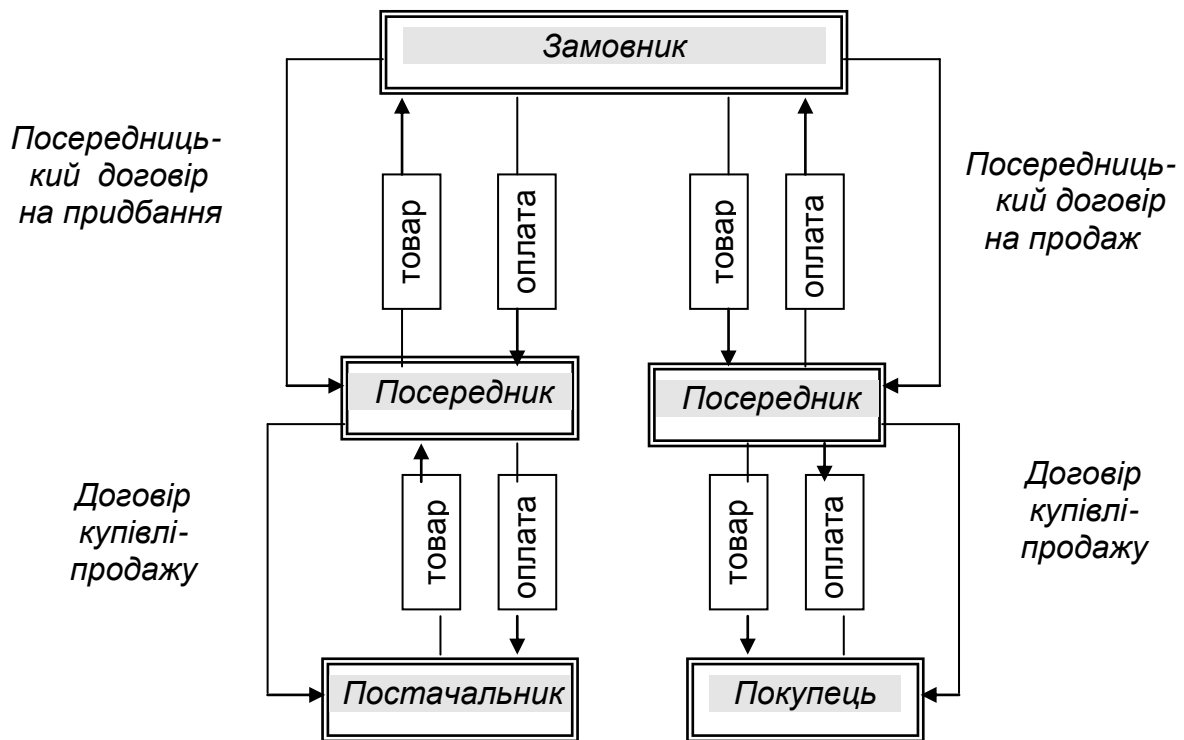 Замовник
Посередниць-
кий договір
на придбання
Посередниць-
кий договір
на продаж
товар
оплата
товар
оплата
Посередник
Посередник
Договір
купівлі-
продажу
Договір
купівлі-
продажу
товар
оплата
товар
оплата
Постачальник
Покупець